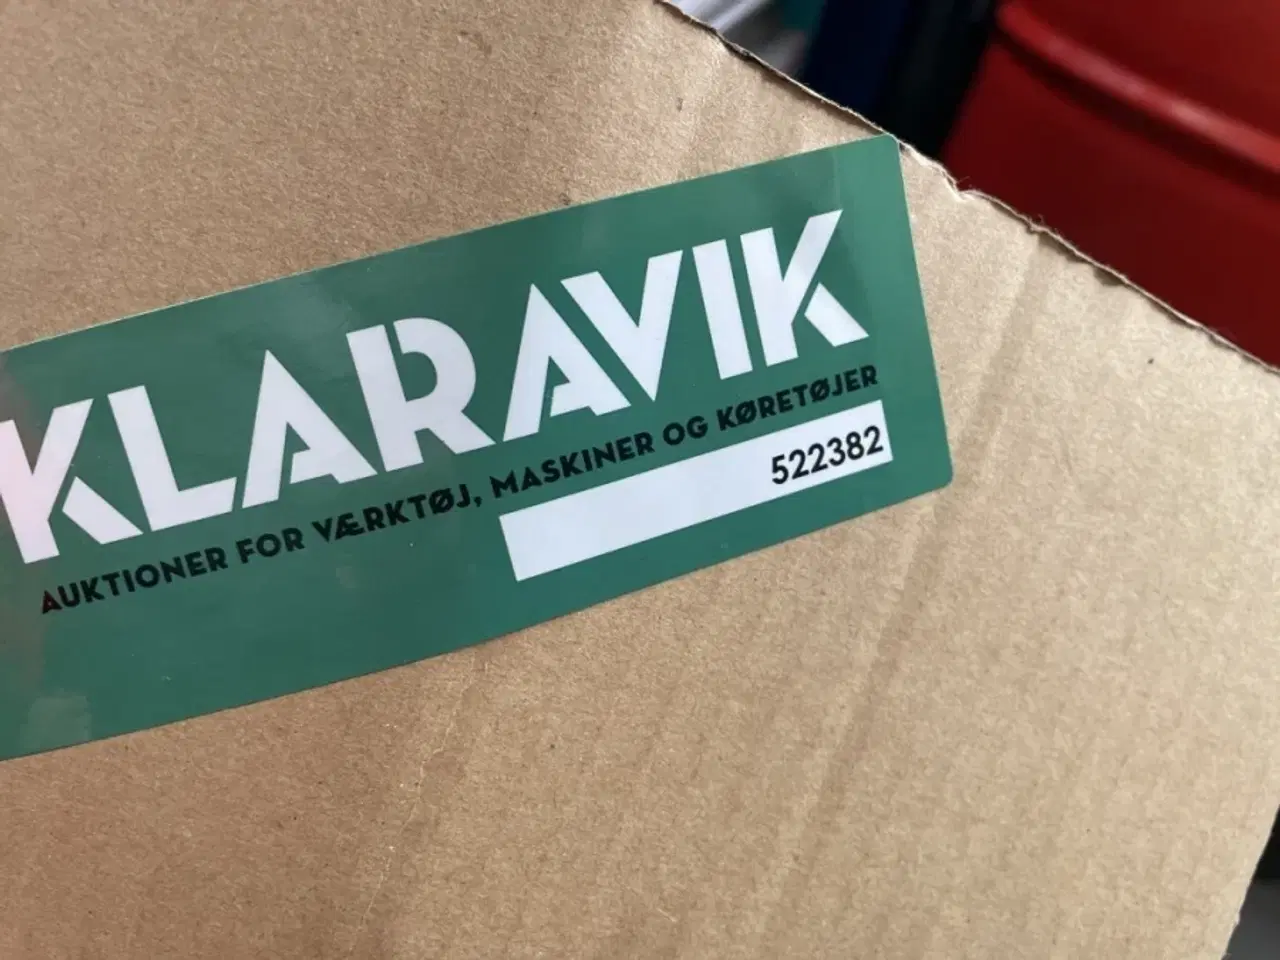 KLARAVIK
AUKTIONER FOR VÆRKTØJ, MASKINER OG KØRETØJER
522382